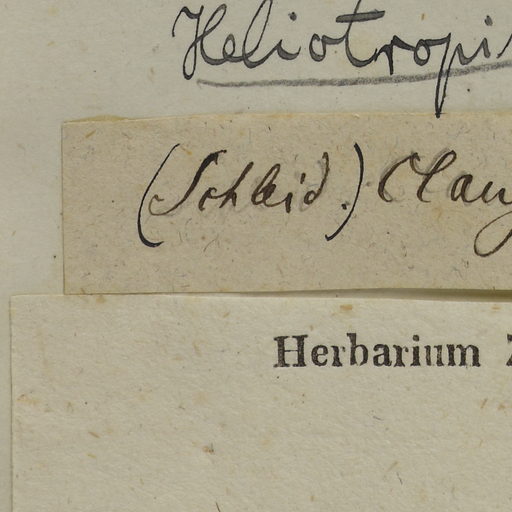 Heliotropi
(Schleid.) Clau
Herbarium